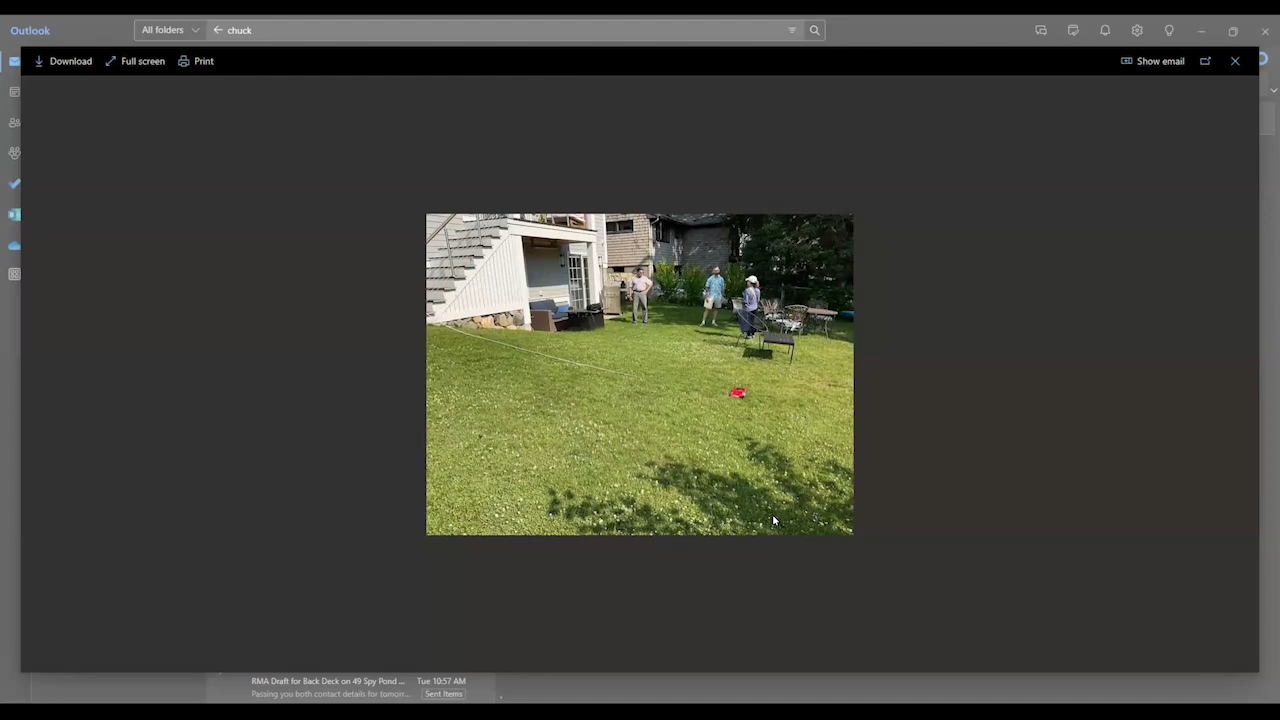 Outlook
All folders
chuck
Download
Full screen
Print
Show email
RMA Draft for Back Deck on 49 Spy Pond ...
Tue 10:57 AM
Passing you both contact details for tomorr...
Sent Items